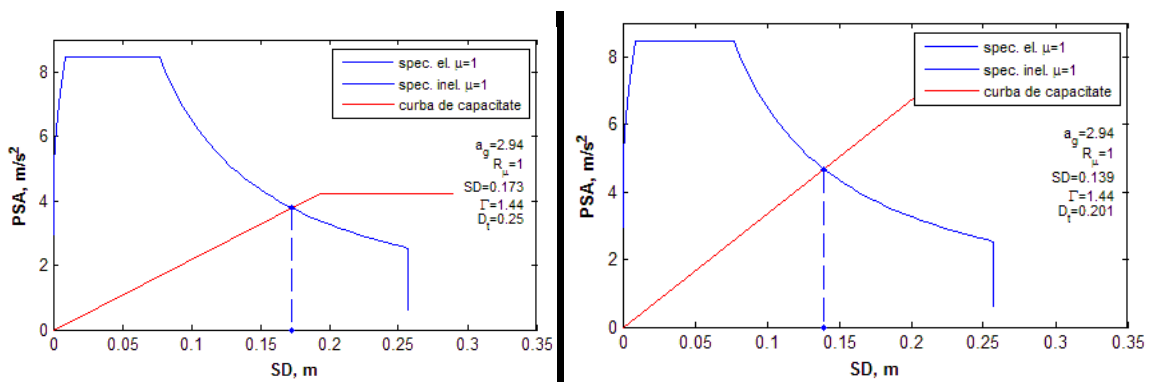 spec. el. μ=1
spec. inel. μ=1
curba de capacitate
a_g=2.94
R_μ=1
SD=0.173
Γ=1.44
D_t=0.25
PSA, m/s²
8
6
4
2
0
0 0.05 0.1 0.15 0.2 0.25 0.3 0.35
SD, m
spec. el. μ=1
spec. inel. μ=1
curba de capacitate
a_g=2.94
R_μ=1
SD=0.139
Γ=1.44
D_t=0.201
PSA, m/s²
8
6
4
2
0
0 0.05 0.1 0.15 0.2 0.25 0.3 0.35
SD, m